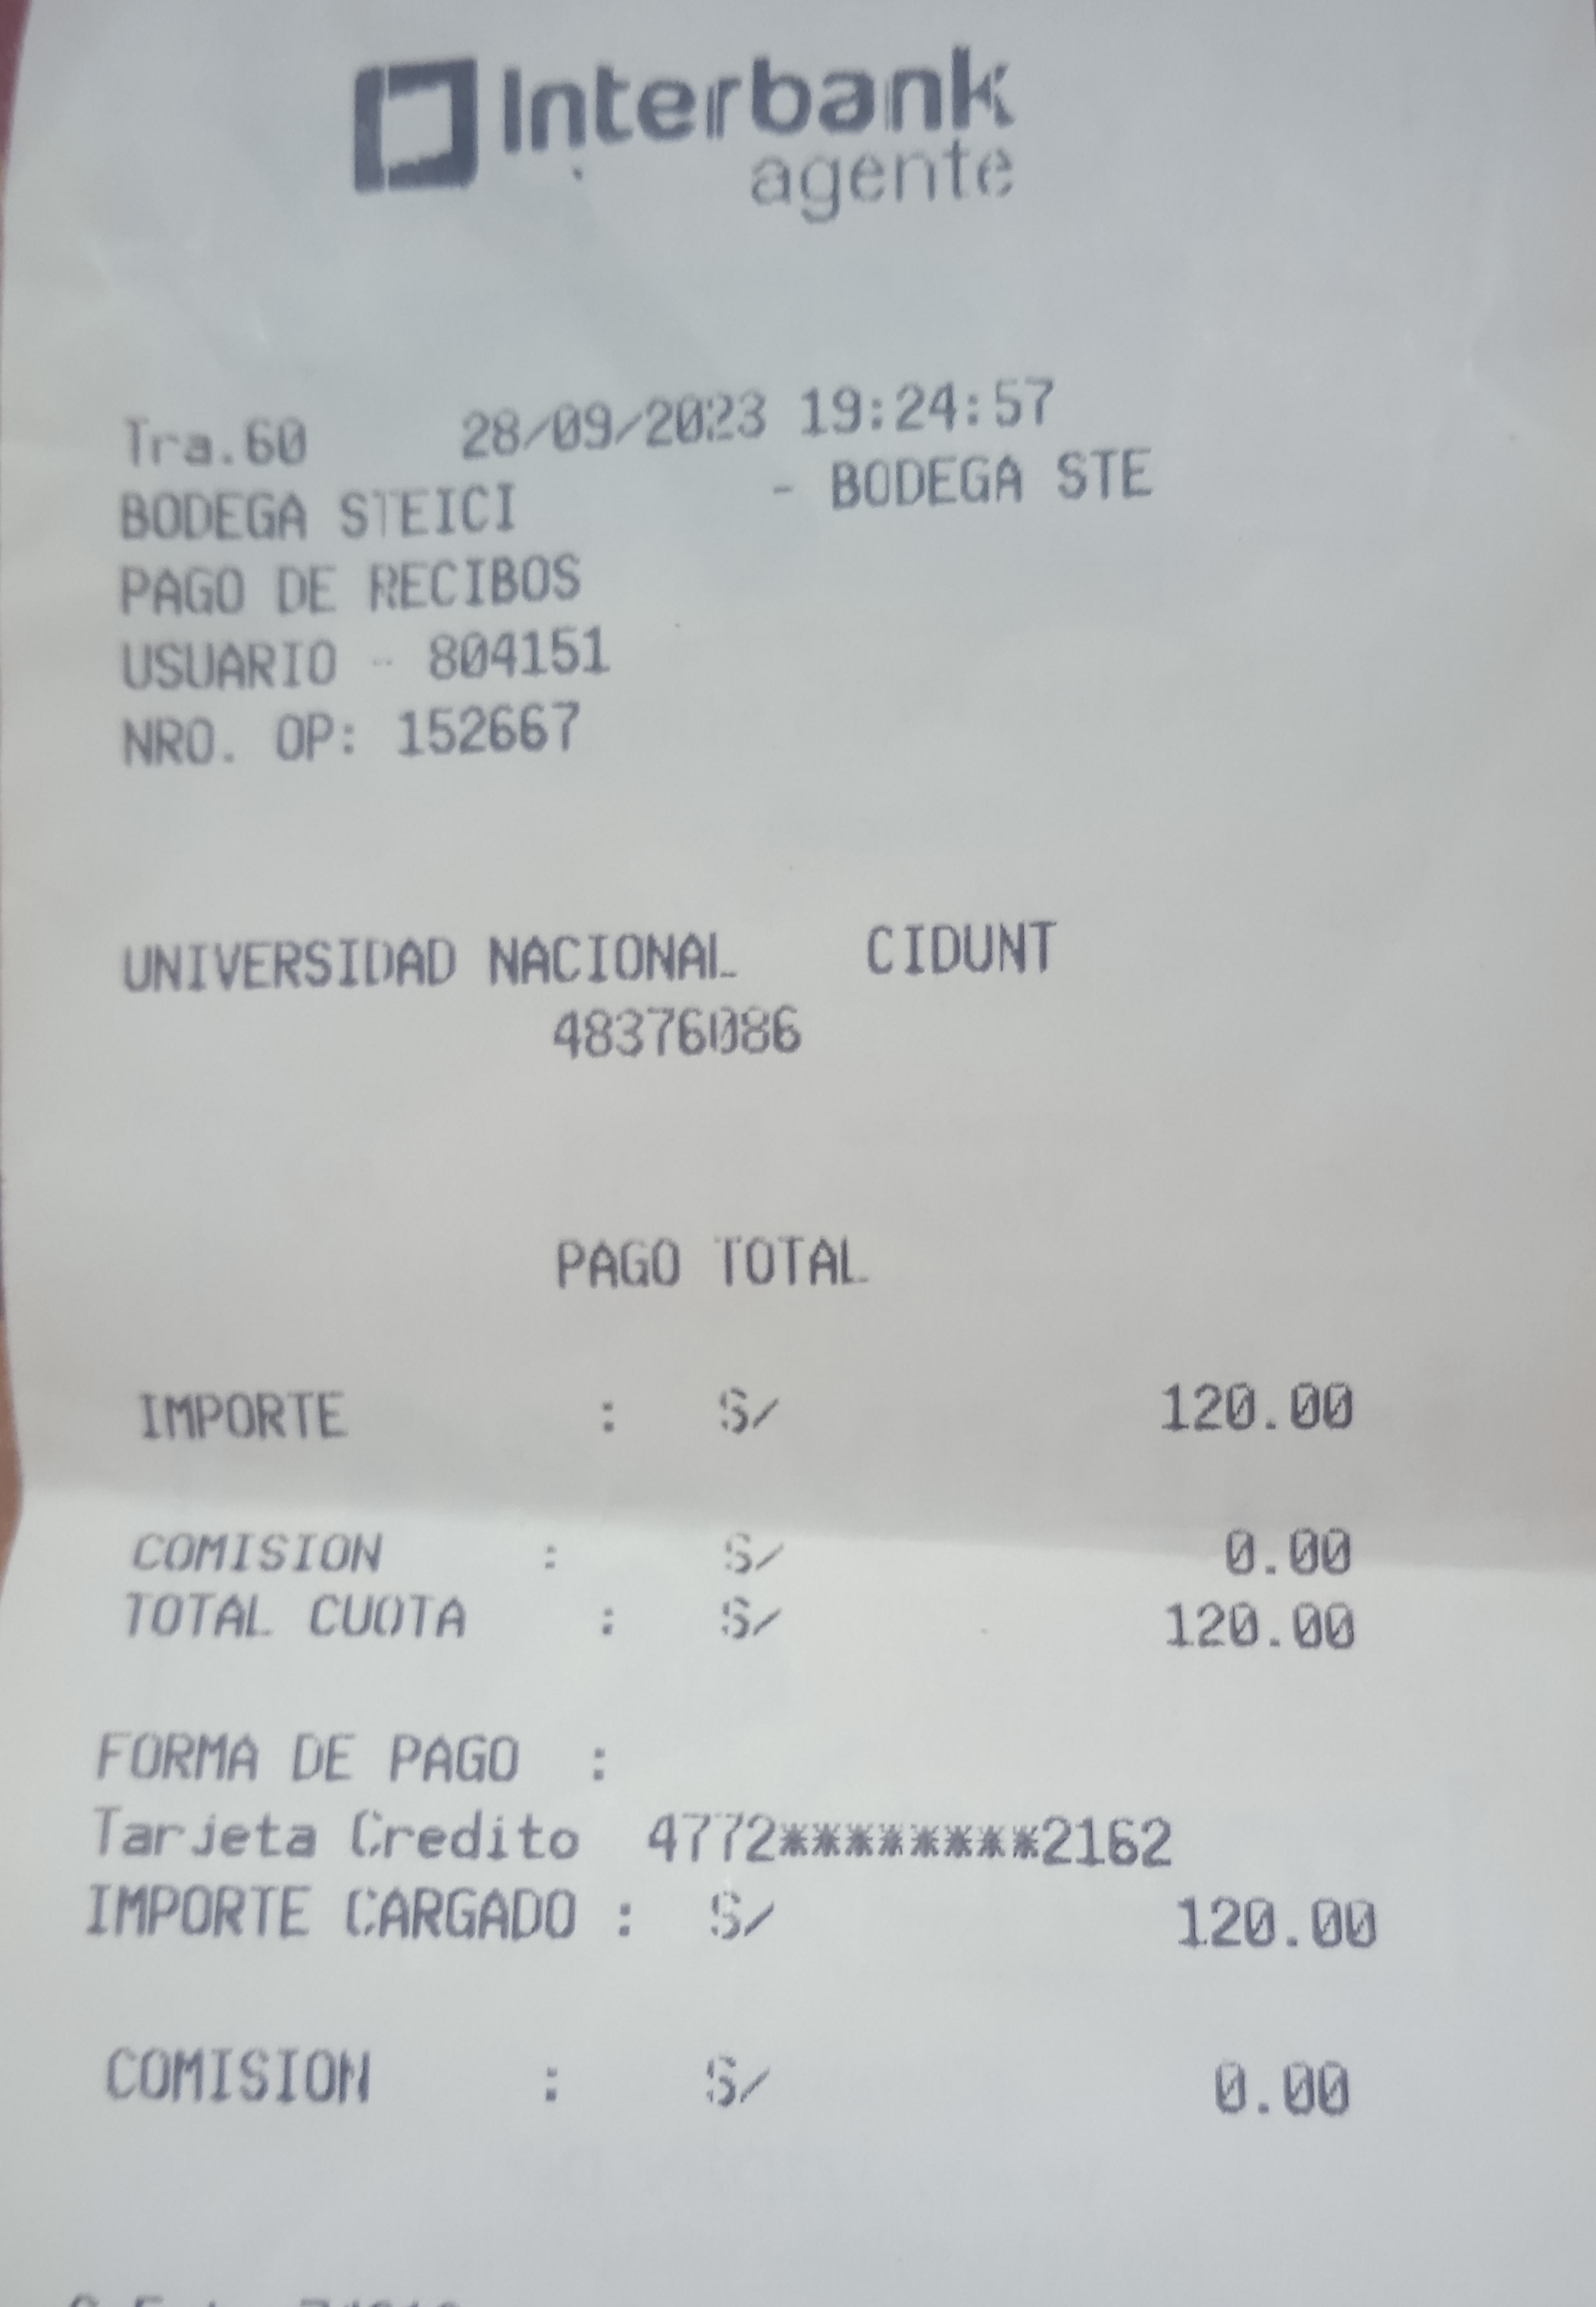 Interbank
agente
Tra.60 28/09/2023 19:24:57
BODEGA STEICI - BODEGA STE
PAGO DE RECIBOS
USUARIO - 804151
NRO. OP: 152667
UNIVERSIDAD NACIONAL CIDUNT
48376086
PAGO TOTAL
IMPORTE : S/ 120.00
COMISION : S/ 0.00
TOTAL CUOTA : S/ 120.00
FORMA DE PAGO :
Tarjeta Credito 4772********2162
IMPORTE CARGADO : S/ 120.00
COMISION : S/ 0.00